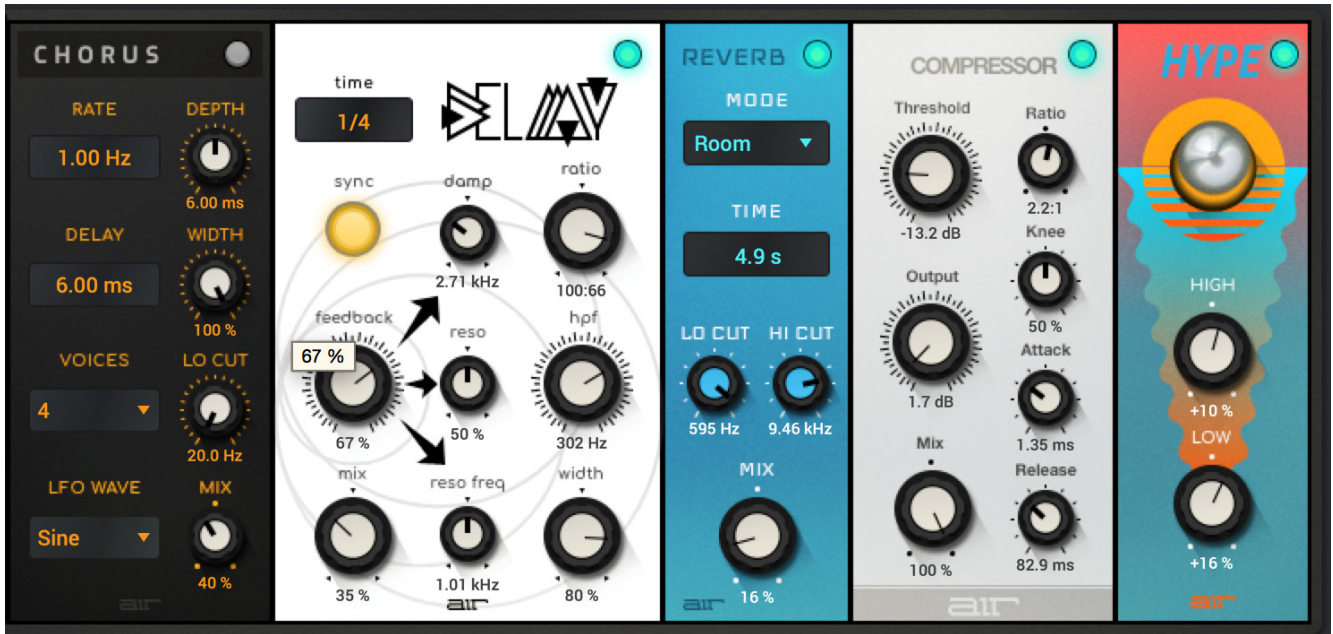 CHORUS
RATE
DEPTH
1.00 Hz
6.00 ms
DELAY
WIDTH
6.00 ms
100 %
VOICES
LO CUT
4
20.0 Hz
LFO WAVE
MIX
Sine
40 %
air
time
1/4
DELAY
sync
damp
ratio
2.71 kHz
100:66
feedback
reso
hpf
67 %
67 %
50 %
302 Hz
mix
reso freq
width
35 %
1.01 kHz
80 %
air
REVERB
MODE
Room
TIME
4.9 s
LO CUT
HI CUT
595 Hz
9.46 kHz
MIX
16 %
air
COMPRESSOR
Threshold
Ratio
-13.2 dB
2.2:1
Knee
Output
50 %
Attack
1.7 dB
1.35 ms
Mix
Release
100 %
82.9 ms
air
HYPE
HIGH
+10 %
LOW
+16 %
air